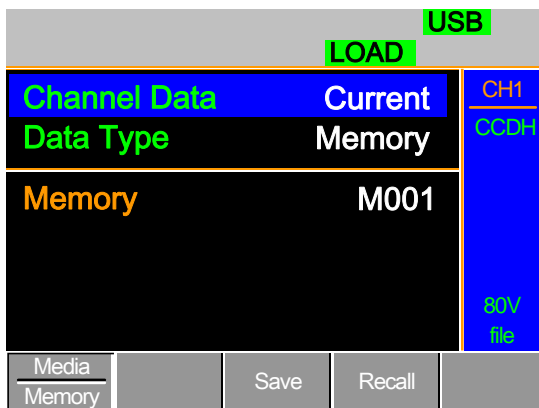 USB
LOAD
Channel Data Current
Data Type Memory
Memory M001
CH1
CCDH
80V
file
Media
Memory
Save
Recall